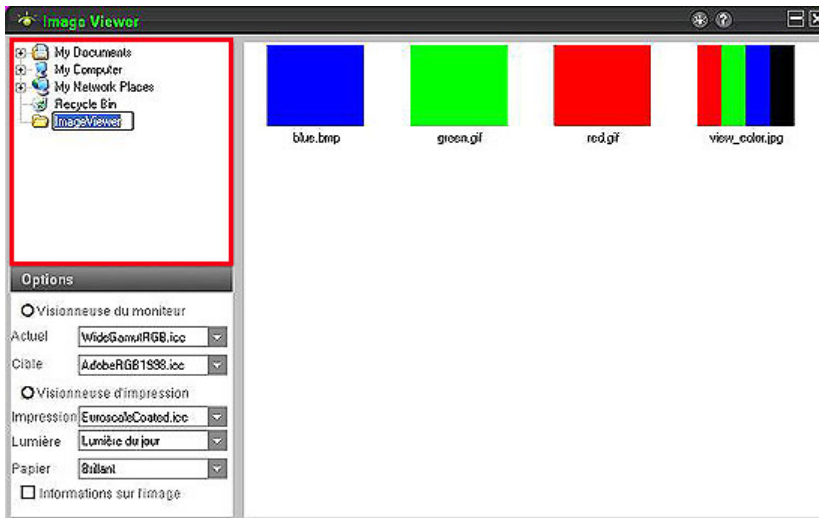 Image Viewer
My Documents
My Computer
My Network Places
Recycle Bin
ImageViewer
blue.bmp
green.gif
red.gif
view_color.jpg
Options
Visionneuse du moniteur
Actuel WideGamutRGB.icc
Cible AdobeRGB1998.icc
Visionneuse d'impression
Impression EuroscaleCoated.icc
Lumière Lumière du jour
Papier Brillant
Informations sur l'image